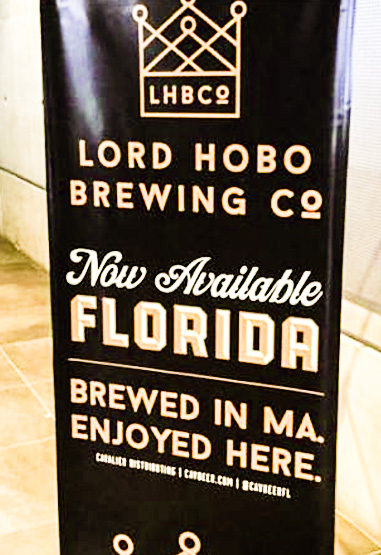 LHBCo
LORD HOBO
BREWING Co
Now Available
FLORIDA
BREWED IN MA.
ENJOYED HERE.
CAVALIER DISTRIBUTING | CAVBEER.COM | @CAVBEERFL